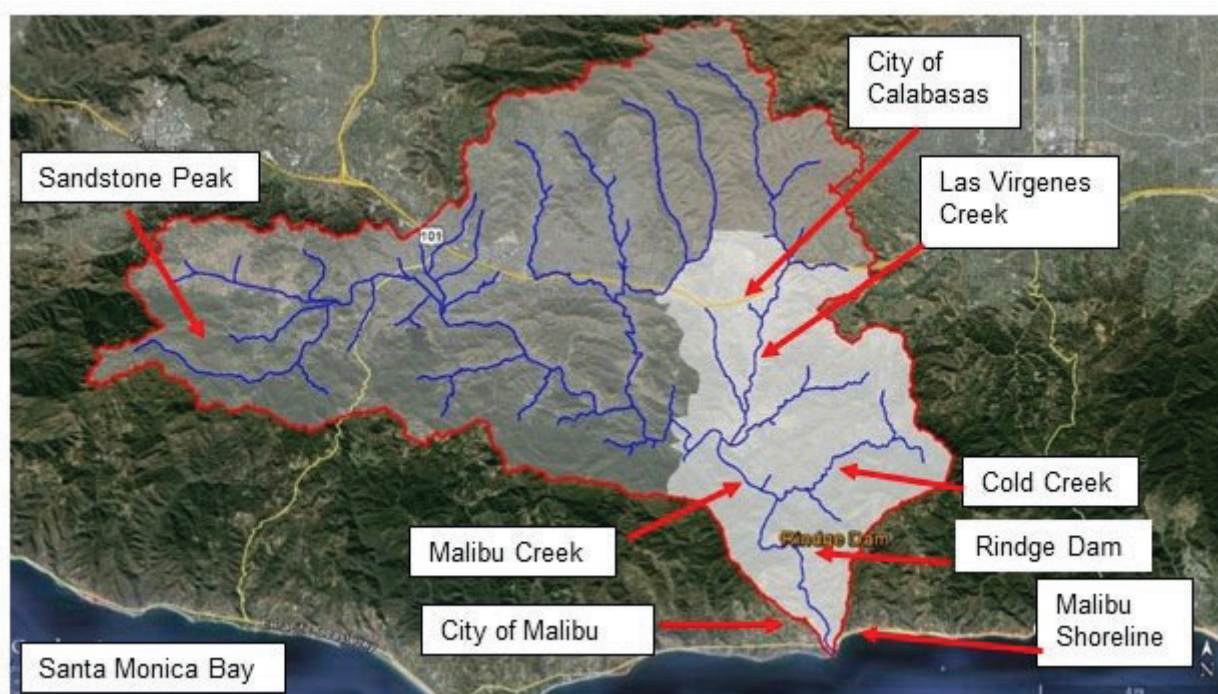 City of
Calabasas
Sandstone Peak
Las Virgenes
Creek
101
Cold Creek
Rindge Dam
Rindge Dam
Malibu Creek
Malibu
Shoreline
City of Malibu
Santa Monica Bay
N